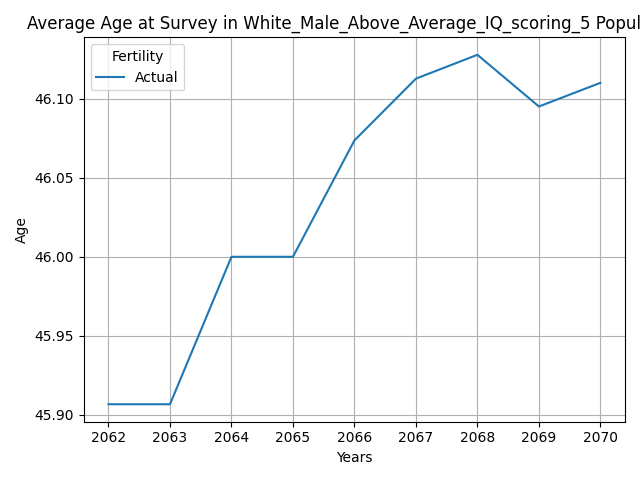 Average Age at Survey in White_Male_Above_Average_IQ_scoring_5 Popul
Fertility
Actual
46.10
46.05
46.00
45.95
45.90
Age
2062 2063 2064 2065 2066 2067 2068 2069 2070
Years